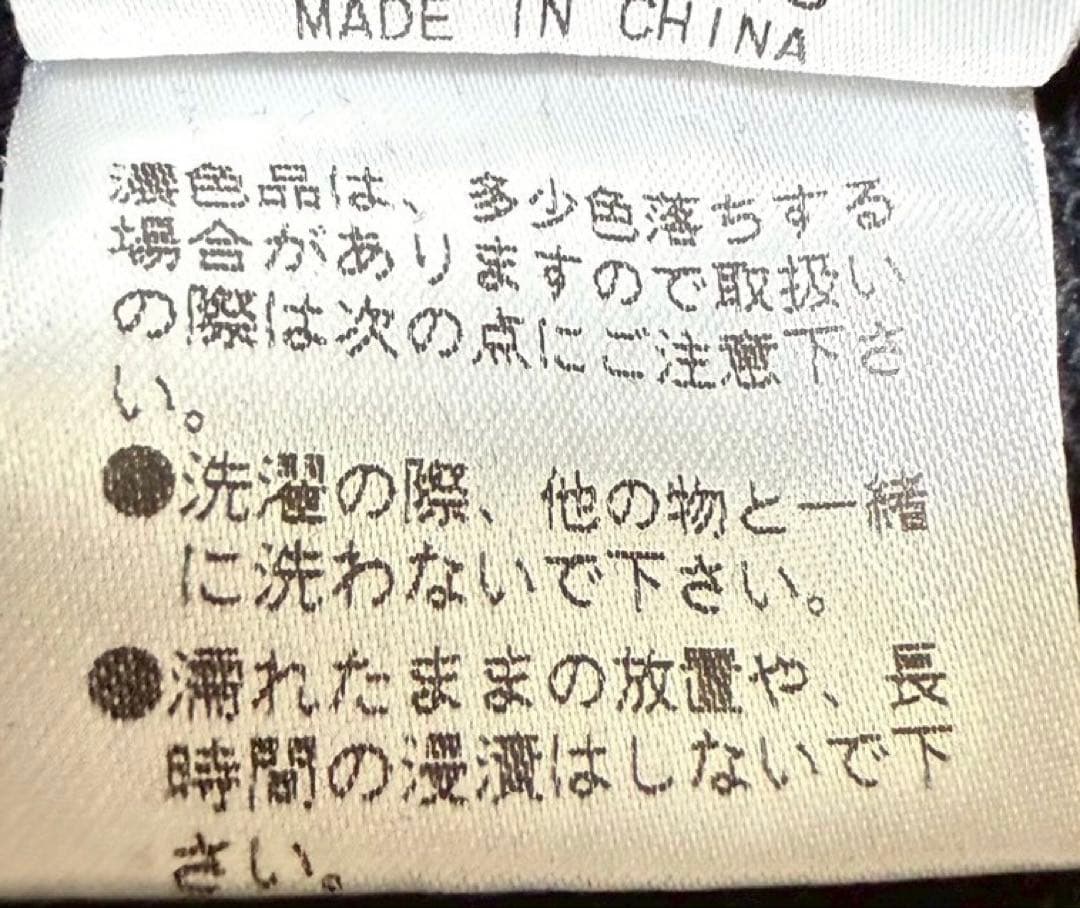 MADE IN CHINA
濃色品は、多少色落ちする
場合がありますので取扱い
の際は次の点にご注意下さ
い。
●洗濯の際、他の物と一緒
に洗わないで下さい。
●濡れたままの放置や、長
時間の浸漬はしないで下
さい。